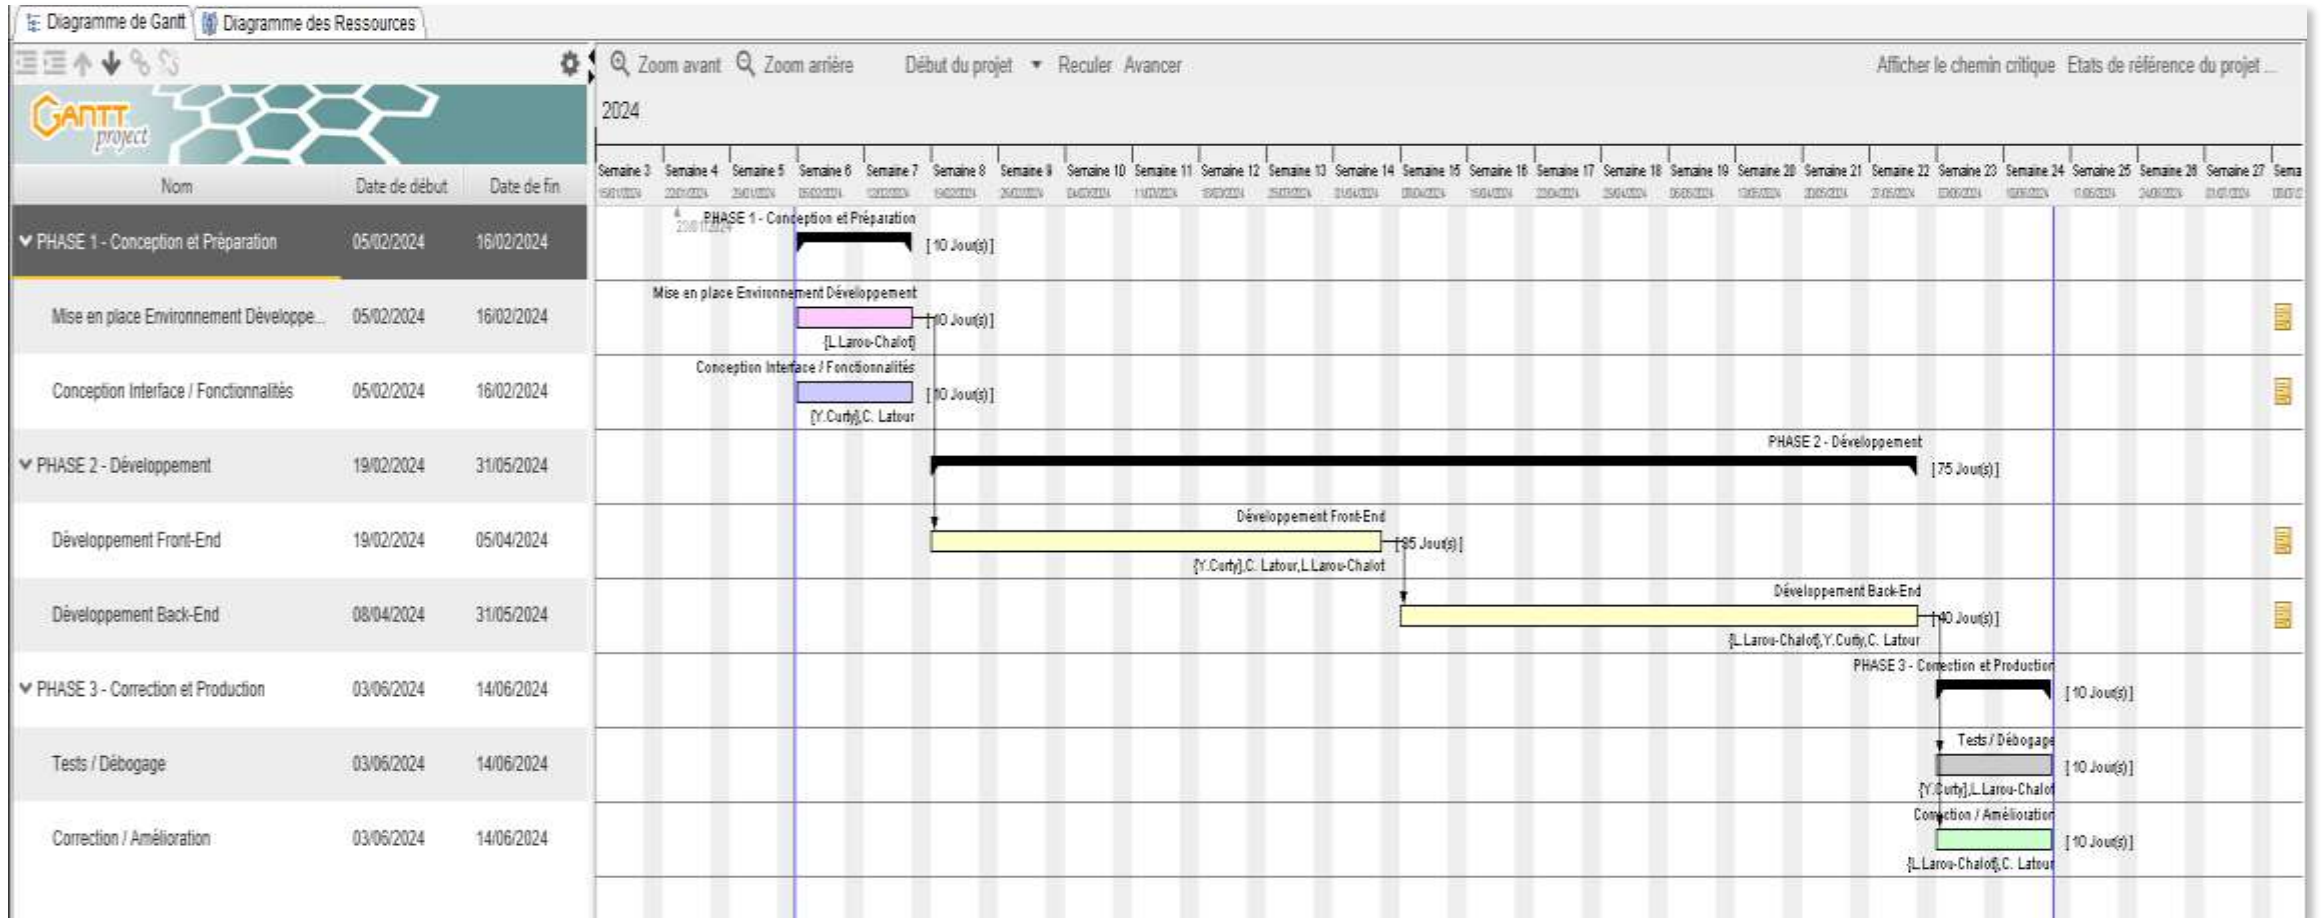 Diagramme de Gantt
Diagramme des Ressources
Zoom avant
Zoom arrière
Début du projet
Reculer
Avancer
Afficher le chemin critique
Etats de référence du projet ...
GANTT
project
2024
Semaine 3 Semaine 4 Semaine 5 Semaine 6 Semaine 7 Semaine 8 Semaine 9 Semaine 10 Semaine 11 Semaine 12 Semaine 13 Semaine 14 Semaine 15 Semaine 16 Semaine 17 Semaine 18 Semaine 19 Semaine 20 Semaine 21 Semaine 22 Semaine 23 Semaine 24 Semaine 25 Semaine 26 Semaine 27 Sema
Nom Date de début Date de fin
PHASE 1 - Conception et Préparation 05/02/2024 16/02/2024
PHASE 1 - Conception et Préparation
[ 10 Jour(s) ]
Mise en place Environnement Développe... 05/02/2024 16/02/2024
Mise en place Environnement Développement
[ 10 Jour(s) ]
{L.Larou-Chalot}
Conception Interface / Fonctionnalités 05/02/2024 16/02/2024
Conception Interface / Fonctionnalités
[ 10 Jour(s) ]
{Y.Curty},C. Latour
PHASE 2 - Développement 19/02/2024 31/05/2024
PHASE 2 - Développement
[ 75 Jour(s) ]
Développement Front-End 19/02/2024 05/04/2024
Développement Front-End
[ 35 Jour(s) ]
{Y.Curty},C. Latour,L.Larou-Chalot
Développement Back-End 08/04/2024 31/05/2024
Développement Back-End
[ 40 Jour(s) ]
{L.Larou-Chalot},Y.Curty,C. Latour
PHASE 3 - Correction et Production 03/06/2024 14/06/2024
PHASE 3 - Correction et Production
[ 10 Jour(s) ]
Tests / Débogage 03/06/2024 14/06/2024
Tests / Débogage
[ 10 Jour(s) ]
{Y.Curty},L.Larou-Chalot
Correction / Amélioration 03/06/2024 14/06/2024
Correction / Amélioration
[ 10 Jour(s) ]
{L.Larou-Chalot},C. Latour